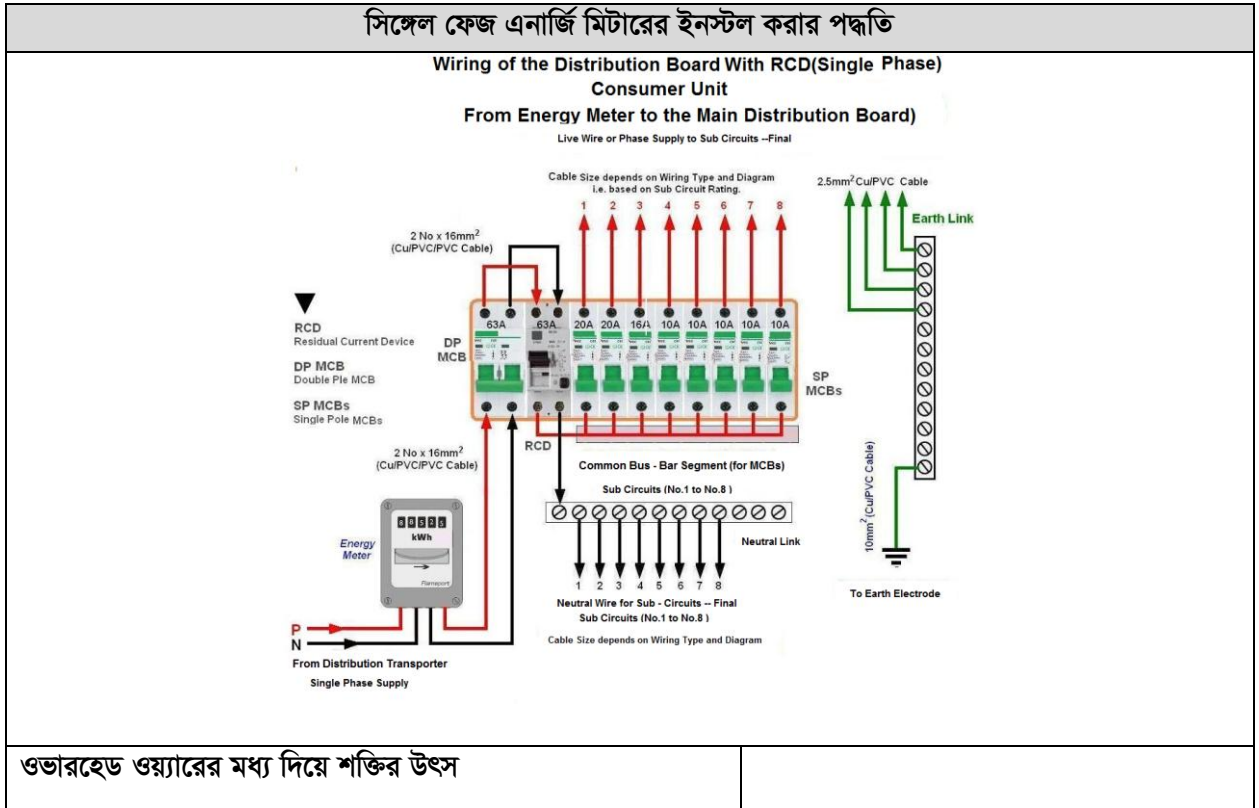 সিঙ্গেল ফেজ এনার্জি মিটারের ইনস্টল করার পদ্ধতি
Wiring of the Distribution Board With RCD(Single Phase)
Consumer Unit
From Energy Meter to the Main Distribution Board)
Live Wire or Phase Supply to Sub Circuits --Final
Cable Size depends on Wiring Type and Diagram
i.e. based on Sub Circuit Rating.
2.5mm² Cu/PVC Cable
1 2 3 4 5 6 7 8
Earth Link
2 No x 16mm²
(Cu/PVC/PVC Cable)
63A 63A 20A 20A 16A 10A 10A 10A 10A 10A
RCD
Residual Current Device
DP MCB
Double Ple MCB
SP MCBs
Single Pole MCBs
DP
MCB
SP
MCBs
RCD
2 No x 16mm²
(Cu/PVC/PVC Cable)
Common Bus - Bar Segment (for MCBs)
Sub Circuits (No.1 to No.8 )
Neutral Link
10mm² (Cu/PVC Cable)
88525
kWh
Energy
Meter
Flameport
1 2 3 4 5 6 7 8
Neutral Wire for Sub - Circuits -- Final
Sub Circuits (No.1 to No.8 )
Cable Size depends on Wiring Type and Diagram
To Earth Electrode
P
N
From Distribution Transporter
Single Phase Supply
ওভারহেড ওয়্যারের মধ্য দিয়ে শক্তির উৎস